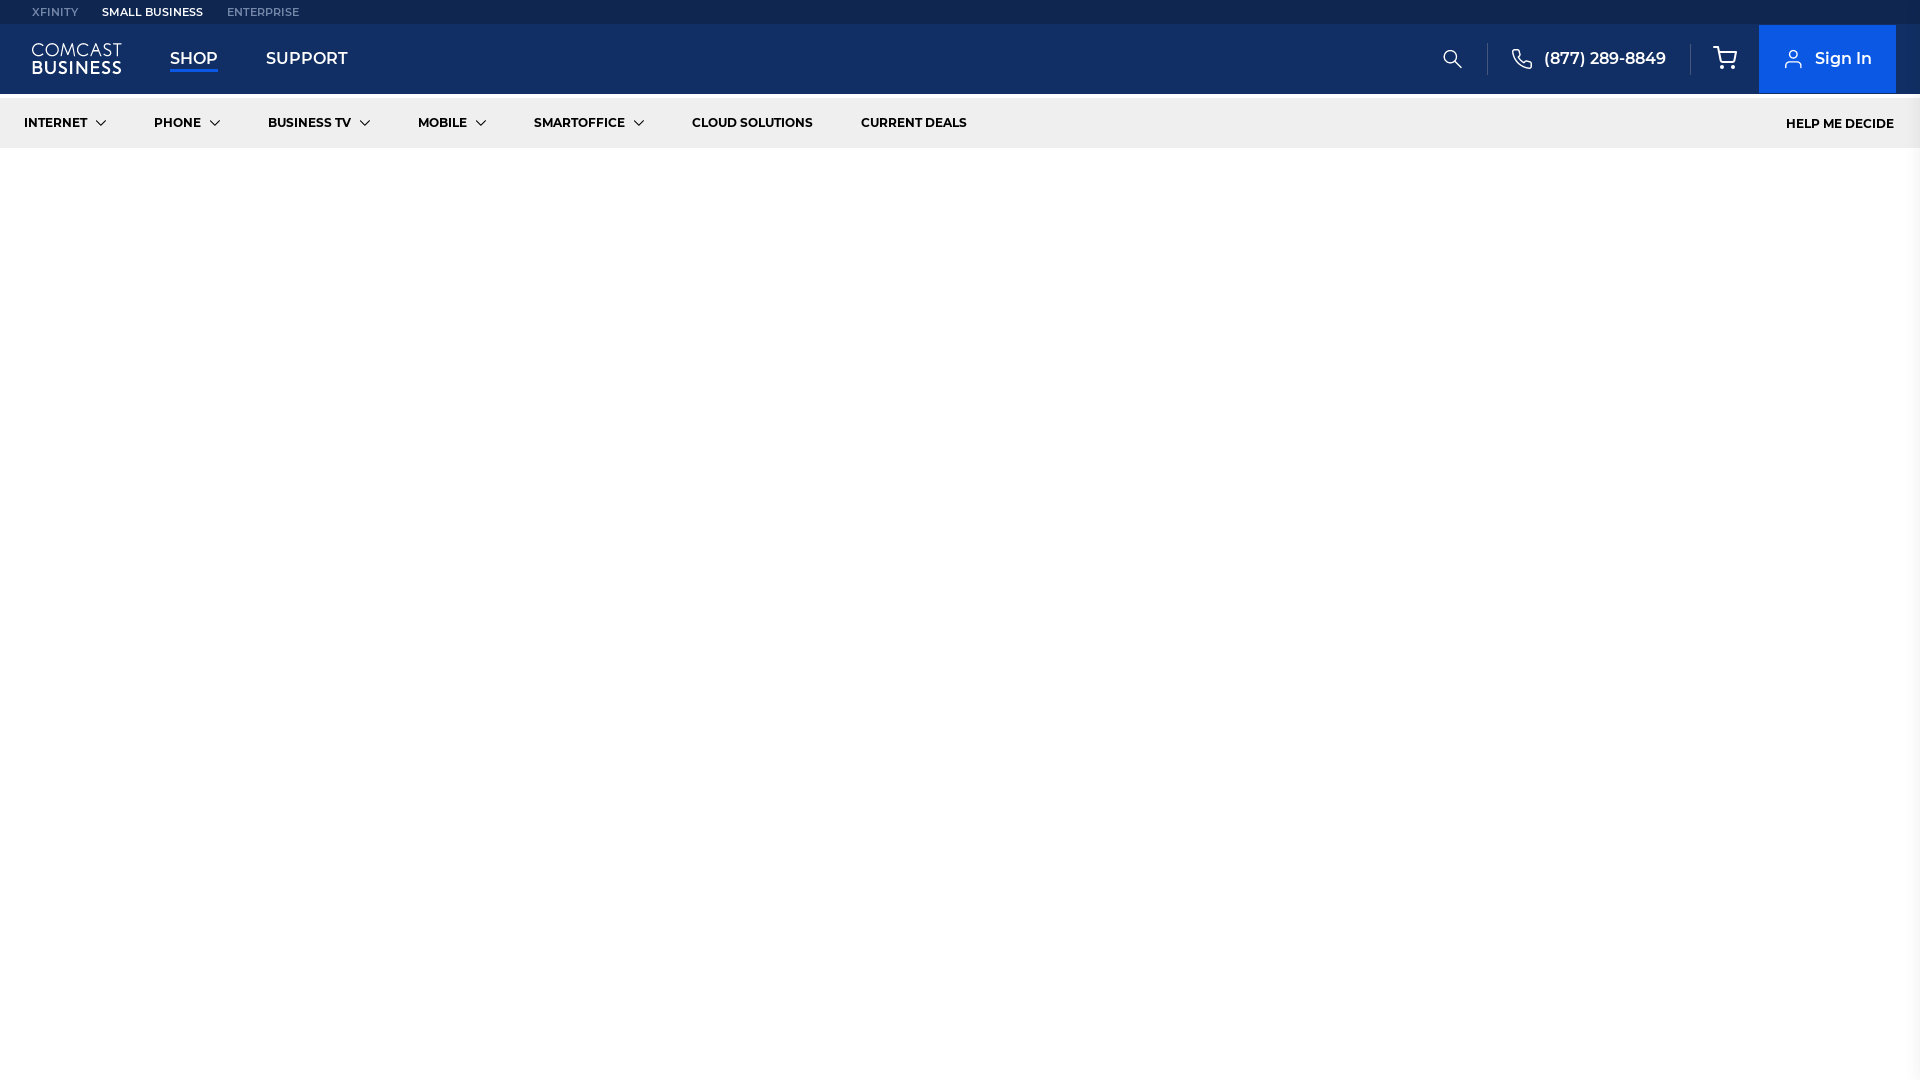 XFINITY SMALL BUSINESS ENTERPRISE
COMCAST
BUSINESS
SHOP SUPPORT (877) 289-8849 Sign In
INTERNET PHONE BUSINESS TV MOBILE SMARTOFFICE CLOUD SOLUTIONS CURRENT DEALS HELP ME DECIDE